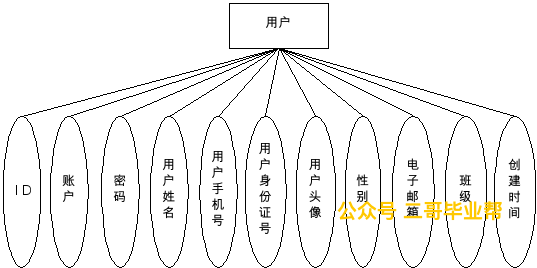 用户
ID
账户
密码
用户姓名
用户手机号
用户身份证号
用户头像
性别
电子邮箱
班级
创建时间
公众号 三哥毕业帮